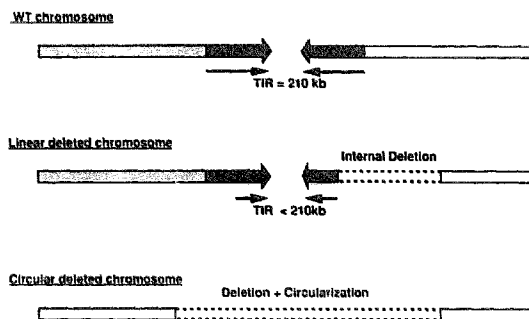 WT chromosome
TIR = 210 kb
Linear deleted chromosome
Internal Deletion
TIR < 210kb
Circular deleted chromosome
Deletion + Circularization